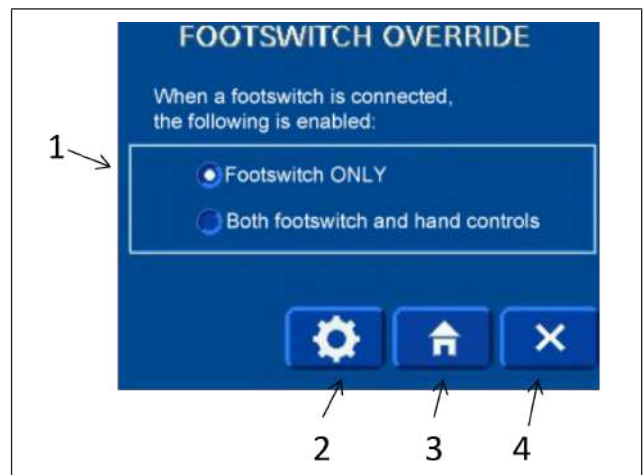 FOOTSWITCH OVERRIDE
When a footswitch is connected,
the following is enabled:
1
Footswitch ONLY
Both footswitch and hand controls
2 3 4